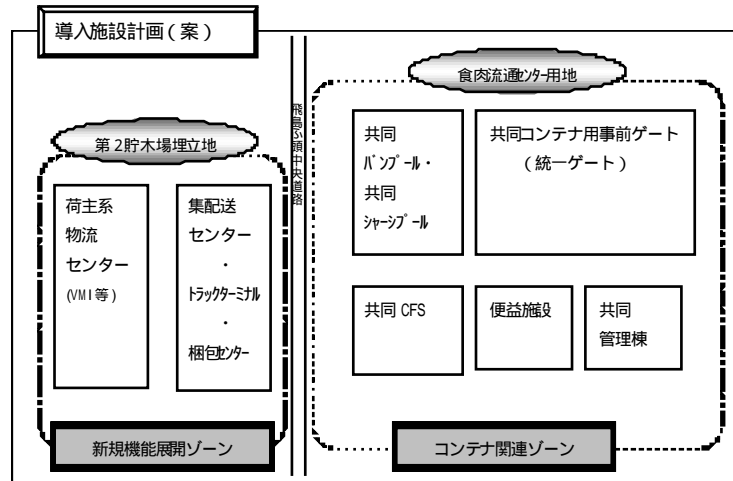 導入施設計画(案)
第2貯木場埋立地
荷主系
物流
センター
(VMI等)
集配送
センター
・
トラックターミナル
・
梱包センター
新規機能展開ゾーン
飛島ふ頭中央道路
食肉流通センター用地
共同
バンプール・
共同
シャーシプール
共同コンテナ用事前ゲート
(統一ゲート)
共同CFS
便益施設
共同
管理棟
コンテナ関連ゾーン